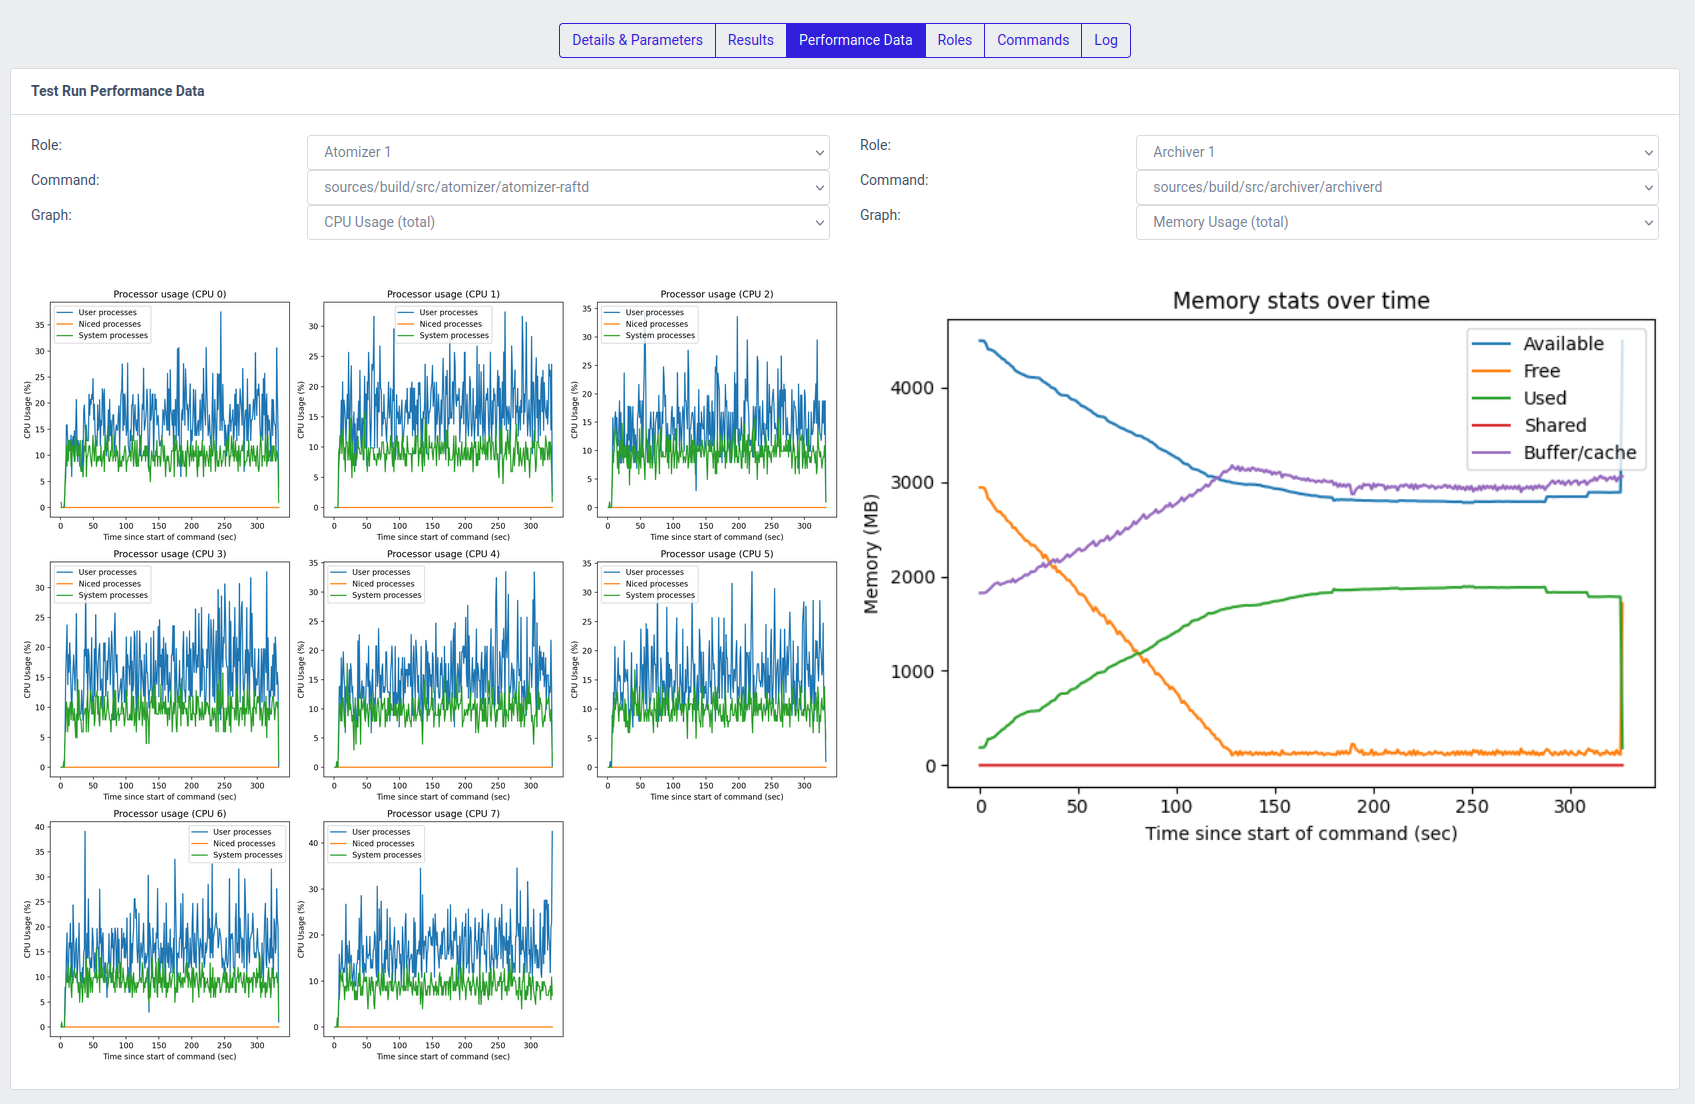 Details & Parameters Results Performance Data Roles Commands Log
Test Run Performance Data
Role: Atomizer 1
Command: sources/build/src/atomizer/atomizer-raftd
Graph: CPU Usage (total)
Role: Archiver 1
Command: sources/build/src/archiver/archiverd
Graph: Memory Usage (total)
Processor usage (CPU 0)
User processes
Niced processes
System processes
CPU Usage (%)
35
30
25
20
15
10
5
0
0 50 100 150 200 250 300
Time since start of command (sec)
Processor usage (CPU 1)
User processes
Niced processes
System processes
CPU Usage (%)
30
25
20
15
10
5
0
0 50 100 150 200 250 300
Time since start of command (sec)
Processor usage (CPU 2)
User processes
Niced processes
System processes
CPU Usage (%)
35
30
25
20
15
10
5
0
0 50 100 150 200 250 300
Time since start of command (sec)
Processor usage (CPU 3)
User processes
Niced processes
System processes
CPU Usage (%)
30
25
20
15
10
5
0
0 50 100 150 200 250 300
Time since start of command (sec)
Processor usage (CPU 4)
User processes
Niced processes
System processes
CPU Usage (%)
35
30
25
20
15
10
5
0
0 50 100 150 200 250 300
Time since start of command (sec)
Processor usage (CPU 5)
User processes
Niced processes
System processes
CPU Usage (%)
35
30
25
20
15
10
5
0
0 50 100 150 200 250 300
Time since start of command (sec)
Processor usage (CPU 6)
User processes
Niced processes
System processes
CPU Usage (%)
40
35
30
25
20
15
10
5
0
0 50 100 150 200 250 300
Time since start of command (sec)
Processor usage (CPU 7)
User processes
Niced processes
System processes
CPU Usage (%)
40
30
20
10
0
0 50 100 150 200 250 300
Time since start of command (sec)
Memory stats over time
Available
Free
Used
Shared
Buffer/cache
Memory (MB)
4000
3000
2000
1000
0
0 50 100 150 200 250 300
Time since start of command (sec)